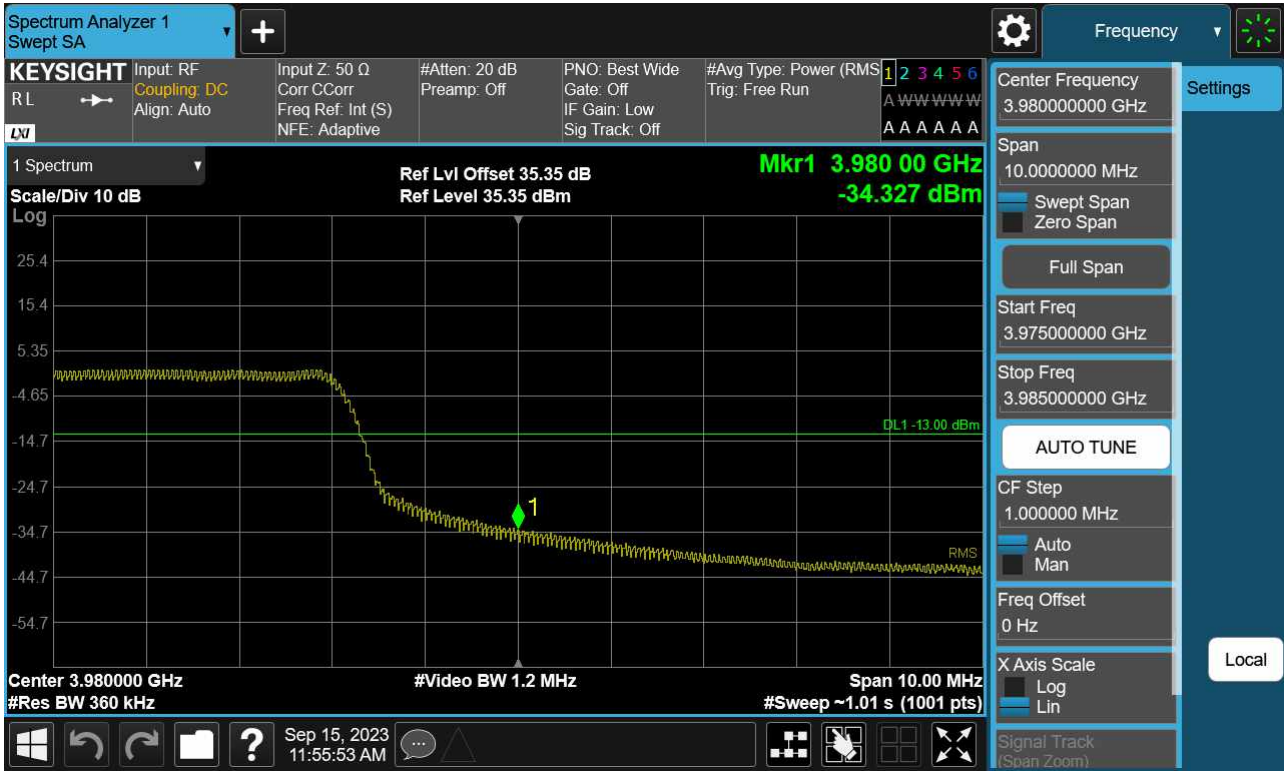 Spectrum Analyzer 1
Swept SA
+
Frequency
KEYSIGHT
R L
LXI
Input: RF
Coupling: DC
Align: Auto
Input Z: 50 Ω
Corr CCorr
Freq Ref: Int (S)
NFE: Adaptive
#Atten: 20 dB
Preamp: Off
PNO: Best Wide
Gate: Off
IF Gain: Low
Sig Track: Off
#Avg Type: Power (RMS
Trig: Free Run
1 2 3 4 5 6
A W W W W W
A A A A A A
1 Spectrum
Scale/Div 10 dB
Log
Ref Lvl Offset 35.35 dB
Ref Level 35.35 dBm
Mkr1 3.980 00 GHz
-34.327 dBm
25.4
15.4
5.35
-4.65
-14.7
-24.7
-34.7
-44.7
-54.7
DL1 -13.00 dBm
1
RMS
Center 3.980000 GHz
#Res BW 360 kHz
#Video BW 1.2 MHz
Span 10.00 MHz
#Sweep ~1.01 s (1001 pts)
Center Frequency
3.980000000 GHz
Settings
Span
10.0000000 MHz
Swept Span
Zero Span
Full Span
Start Freq
3.975000000 GHz
Stop Freq
3.985000000 GHz
AUTO TUNE
CF Step
1.000000 MHz
Auto
Man
Freq Offset
0 Hz
X Axis Scale
Log
Lin
Local
Signal Track
(Span Zoom)
?
Sep 15, 2023
11:55:53 AM